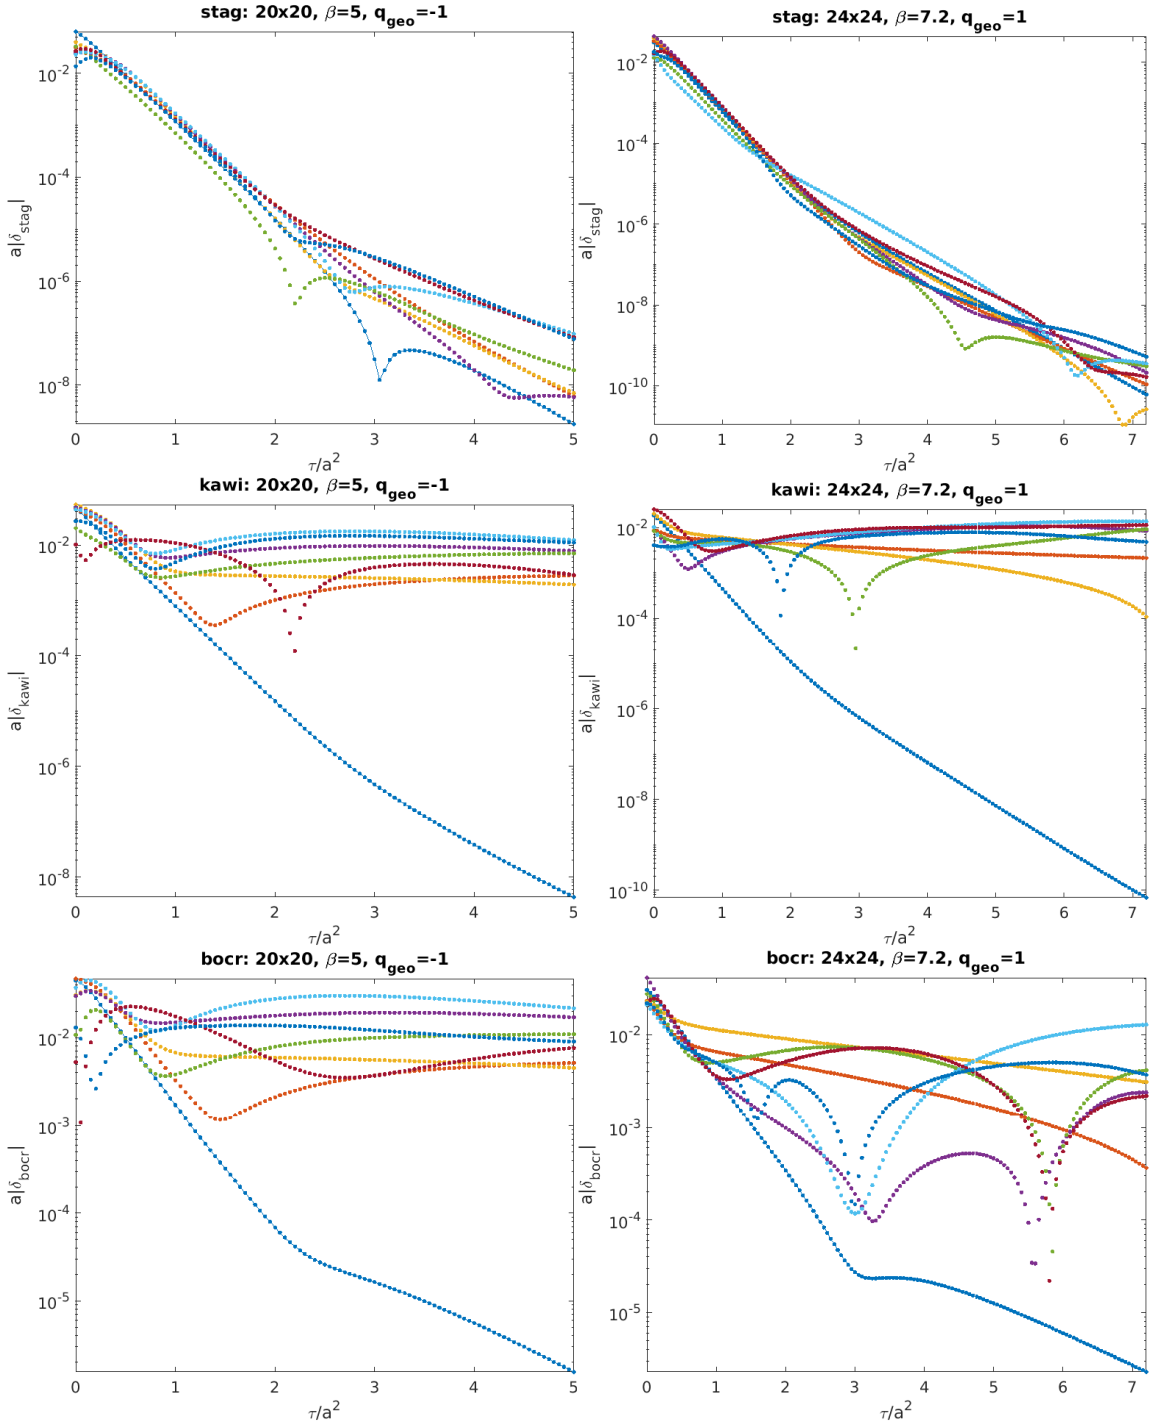 stag: 20x20, β=5, q_geo=-1
a|δ_stag|
10^-2
10^-4
10^-6
10^-8
0 1 2 3 4 5
τ/a^2
stag: 24x24, β=7.2, q_geo=1
a|δ_stag|
10^-2
10^-4
10^-6
10^-8
10^-10
0 1 2 3 4 5 6 7
τ/a^2
kawi: 20x20, β=5, q_geo=-1
a|δ_kawi|
10^-2
10^-4
10^-6
10^-8
0 1 2 3 4 5
τ/a^2
kawi: 24x24, β=7.2, q_geo=1
a|δ_kawi|
10^-2
10^-4
10^-6
10^-8
10^-10
0 1 2 3 4 5 6 7
τ/a^2
bocr: 20x20, β=5, q_geo=-1
a|δ_bocr|
10^-2
10^-3
10^-4
10^-5
0 1 2 3 4 5
τ/a^2
bocr: 24x24, β=7.2, q_geo=1
a|δ_bocr|
10^-2
10^-3
10^-4
10^-5
0 1 2 3 4 5 6 7
τ/a^2